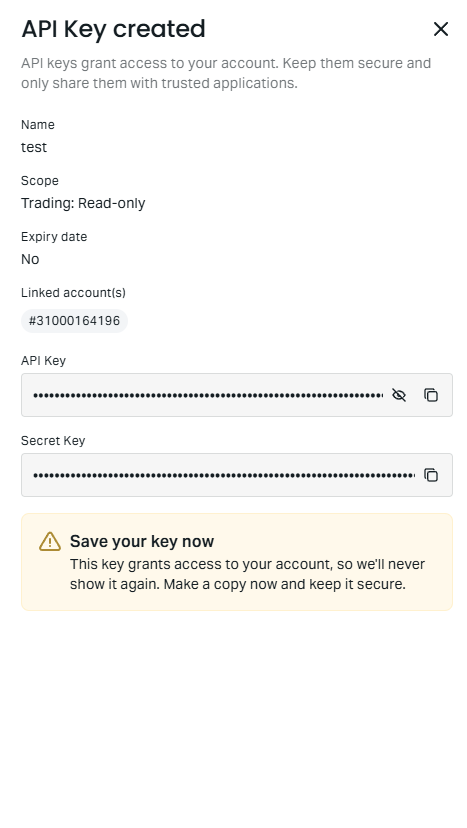 API Key created
API keys grant access to your account. Keep them secure and
only share them with trusted applications.
Name
test
Scope
Trading: Read-only
Expiry date
No
Linked account(s)
#31000164196
API Key
Secret Key
Save your key now
This key grants access to your account, so we'll never
show it again. Make a copy now and keep it secure.